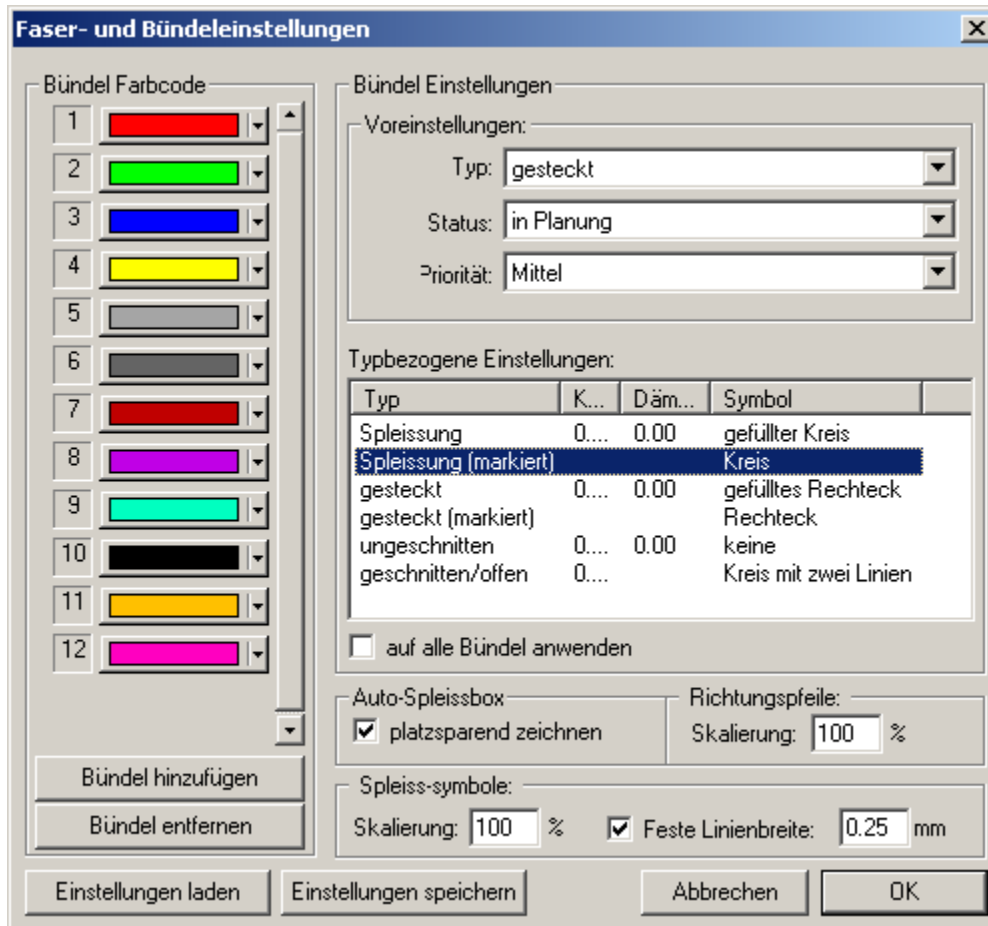 Faser- und Bündeleinstellungen
Bündel Farbcode
1
2
3
4
5
6
7
8
9
10
11
12
Bündel hinzufügen
Bündel entfernen
Bündel Einstellungen
Voreinstellungen:
Typ: gesteckt
Status: in Planung
Priorität: Mittel
Typbezogene Einstellungen:
Typ K... Däm... Symbol
Spleissung 0.... 0.00 gefüllter Kreis
Spleissung (markiert) Kreis
gesteckt 0.... 0.00 gefülltes Rechteck
gesteckt (markiert) Rechteck
ungeschnitten 0.... 0.00 keine
geschnitten/offen 0.... Kreis mit zwei Linien
auf alle Bündel anwenden
Auto-Spleissbox
platzsparend zeichnen
Richtungspfeile:
Skalierung: 100 %
Spleiss-symbole:
Skalierung: 100 % Feste Linienbreite: 0.25 mm
Einstellungen laden Einstellungen speichern Abbrechen OK